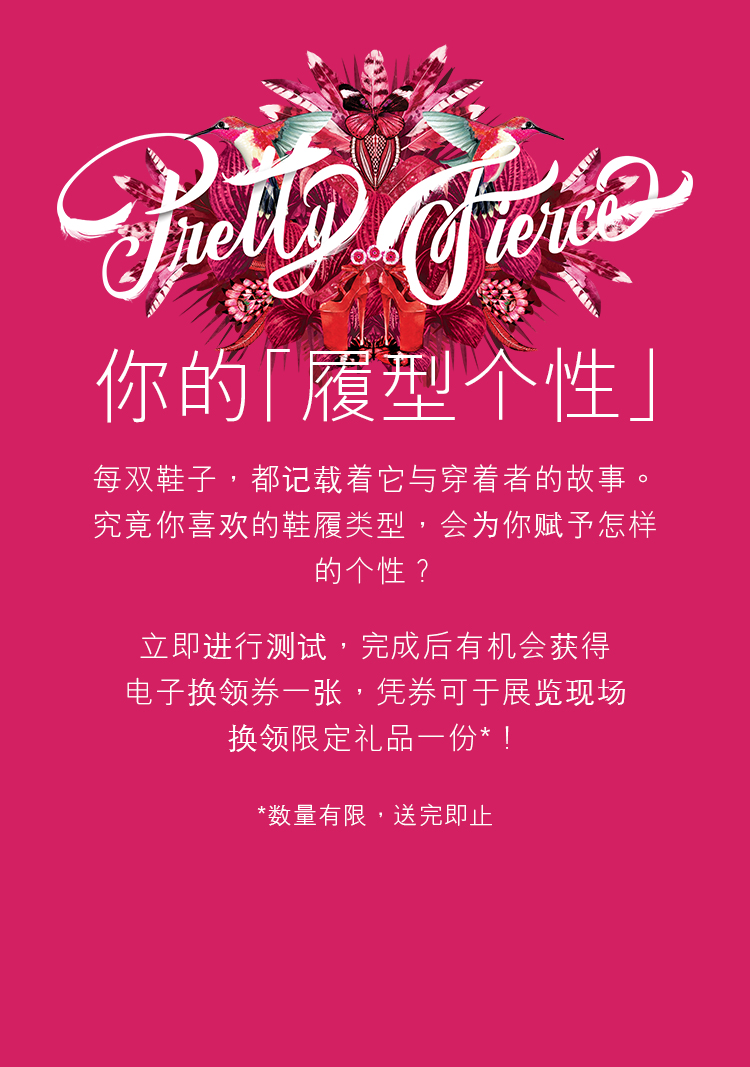 Pretty Fierce
你的「履型个性」
每双鞋子，都记载着它与穿着者的故事。
究竟你喜欢的鞋履类型，会为你赋予怎样
的个性？
立即进行测试，完成后有机会获得
电子换领券一张，凭券可于展览现场
换领限定礼品一份*！
*数量有限，送完即止